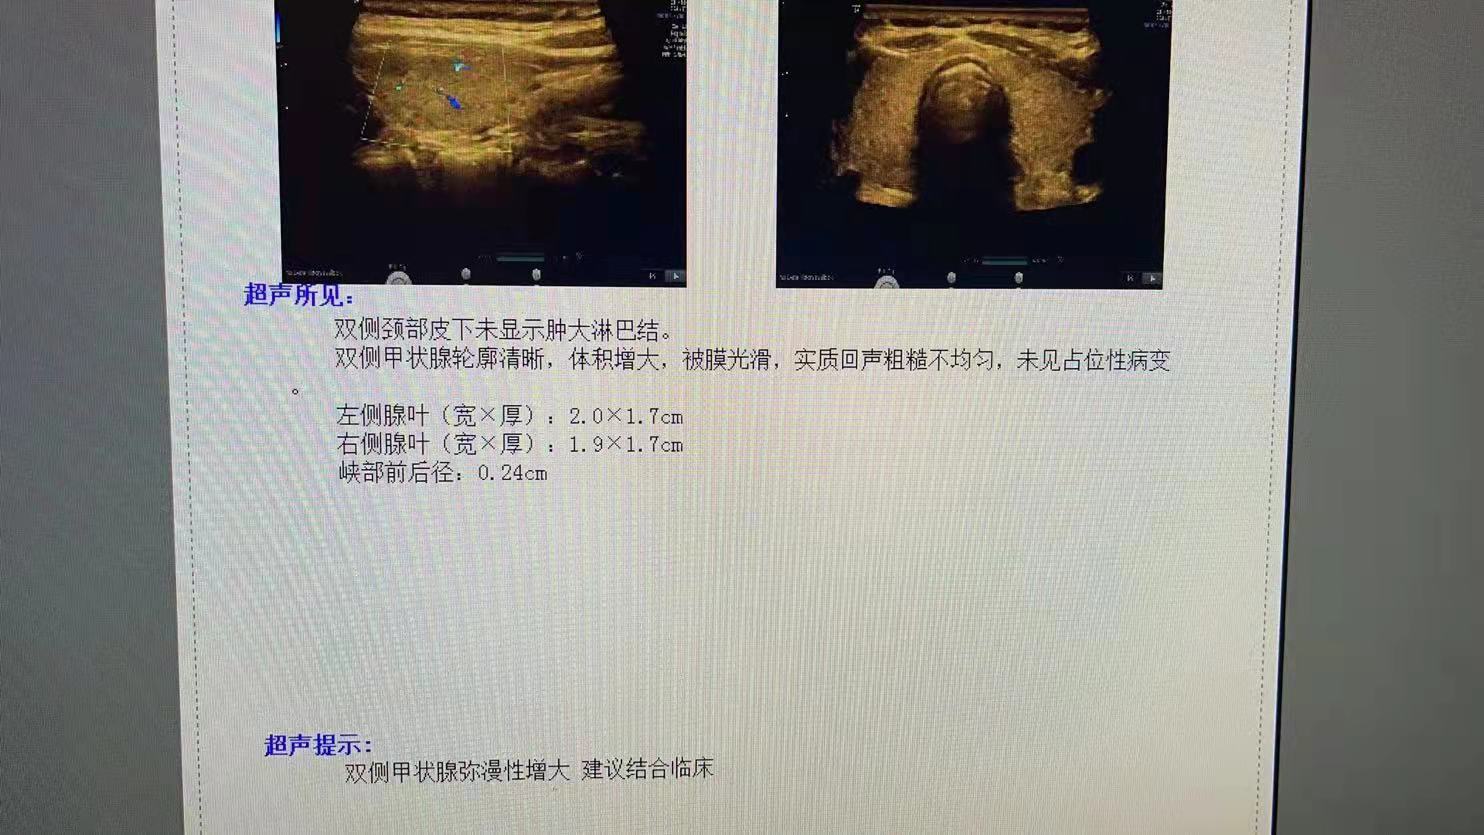 超声所见：
双侧颈部皮下未显示肿大淋巴结。
双侧甲状腺轮廓清晰，体积增大，被膜光滑，实质回声粗糙不均匀，未见占位性病变
。
左侧腺叶（宽×厚）：2.0×1.7cm
右侧腺叶（宽×厚）：1.9×1.7cm
峡部前后径：0.24cm
超声提示：
双侧甲状腺弥漫性增大 建议结合临床